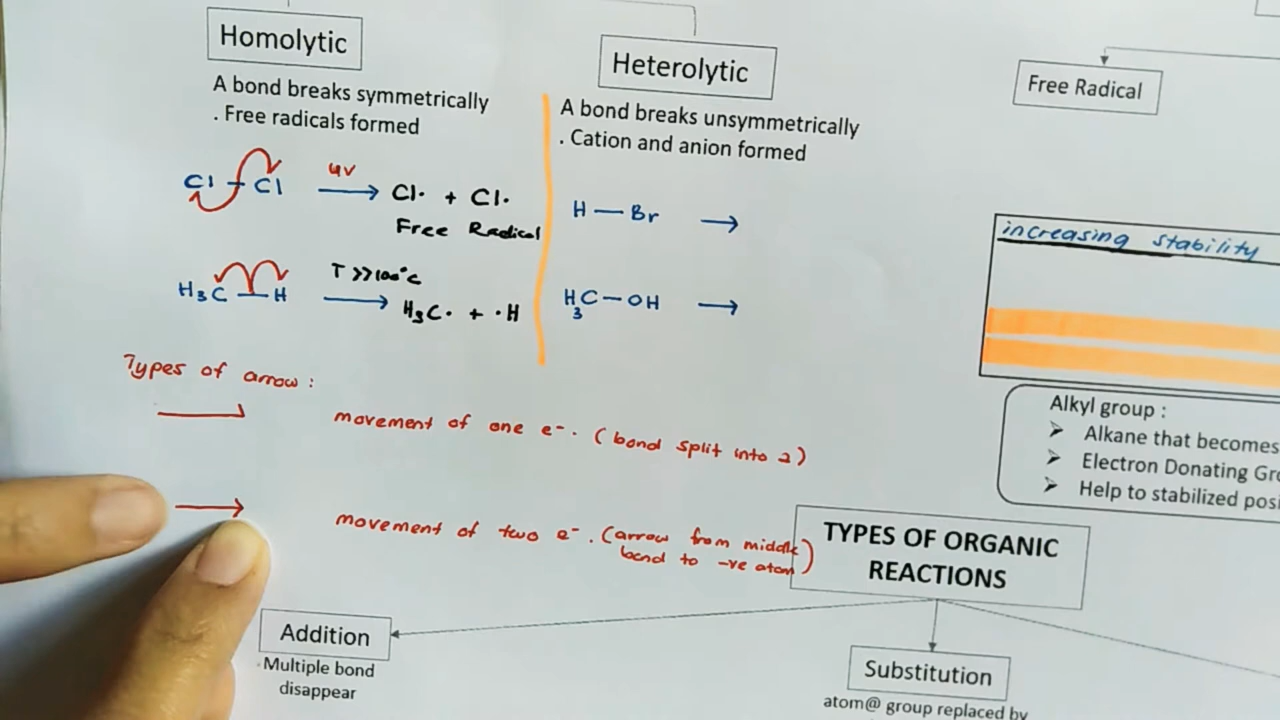 Homolytic
A bond breaks symmetrically
. Free radicals formed
Cl - Cl uv → Cl· + Cl·
Free Radical
H₃C - H T >> 100°C → H₃C· + ·H
Heterolytic
A bond breaks unsymmetrically
. Cation and anion formed
H — Br →
H₃C — OH →
Free Radical
increasing stability
Types of arrow :
movement of one e⁻. (bond split into 2)
→ movement of two e⁻. (arrow from middle
bond to -ve atom)
Alkyl group :
➢ Alkane that becomes
➢ Electron Donating Gr
➢ Help to stabilized posi
TYPES OF ORGANIC
REACTIONS
Addition
Multiple bond
disappear
Substitution
atom@ group replaced by